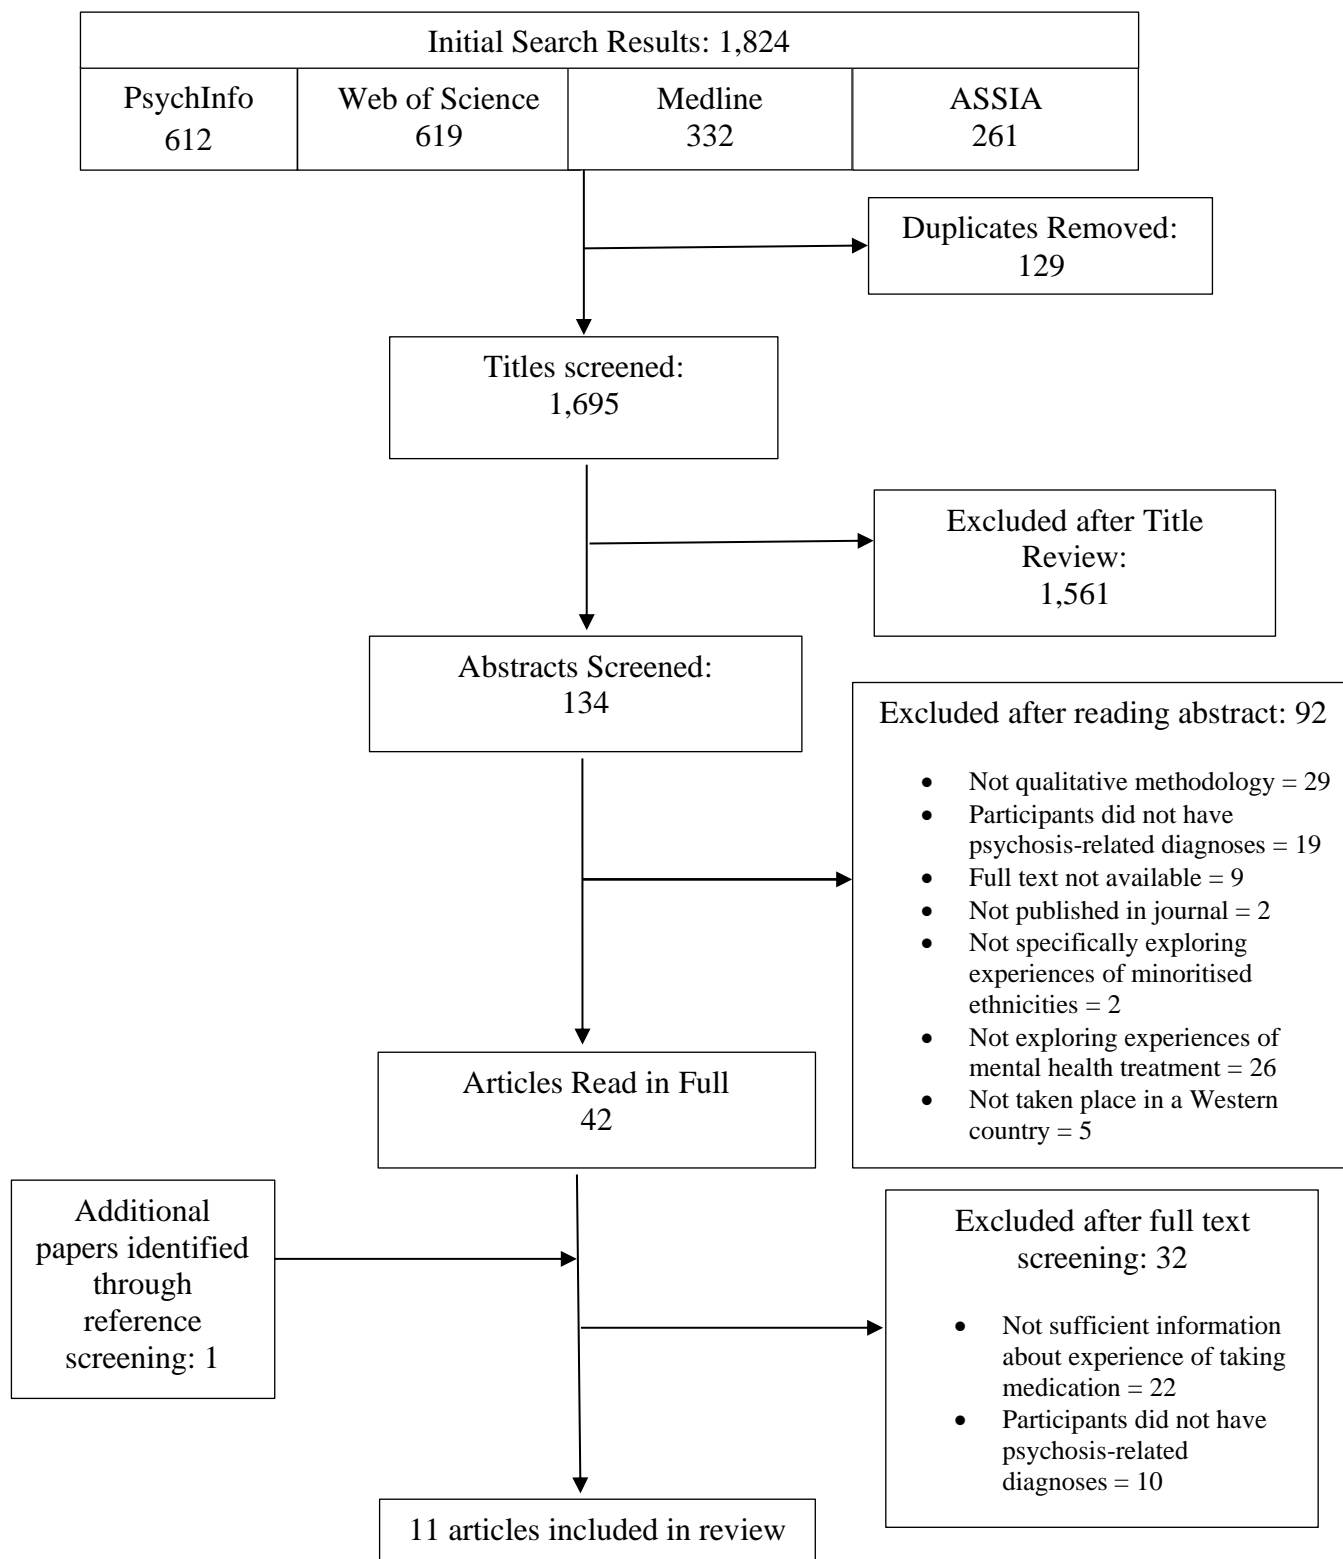 Initial Search Results: 1,824
PsychInfo
612
Web of Science
619
Medline
332
ASSIA
261
Duplicates Removed:
129
Titles screened:
1,695
Excluded after Title
Review:
1,561
Abstracts Screened:
134
Excluded after reading abstract: 92
• Not qualitative methodology = 29
• Participants did not have
psychosis-related diagnoses = 19
• Full text not available = 9
• Not published in journal = 2
• Not specifically exploring
experiences of minoritised
ethnicities = 2
• Not exploring experiences of
mental health treatment = 26
• Not taken place in a Western
country = 5
Articles Read in Full
42
Additional
papers identified
through
reference
screening: 1
Excluded after full text
screening: 32
• Not sufficient information
about experience of taking
medication = 22
• Participants did not have
psychosis-related
diagnoses = 10
11 articles included in review